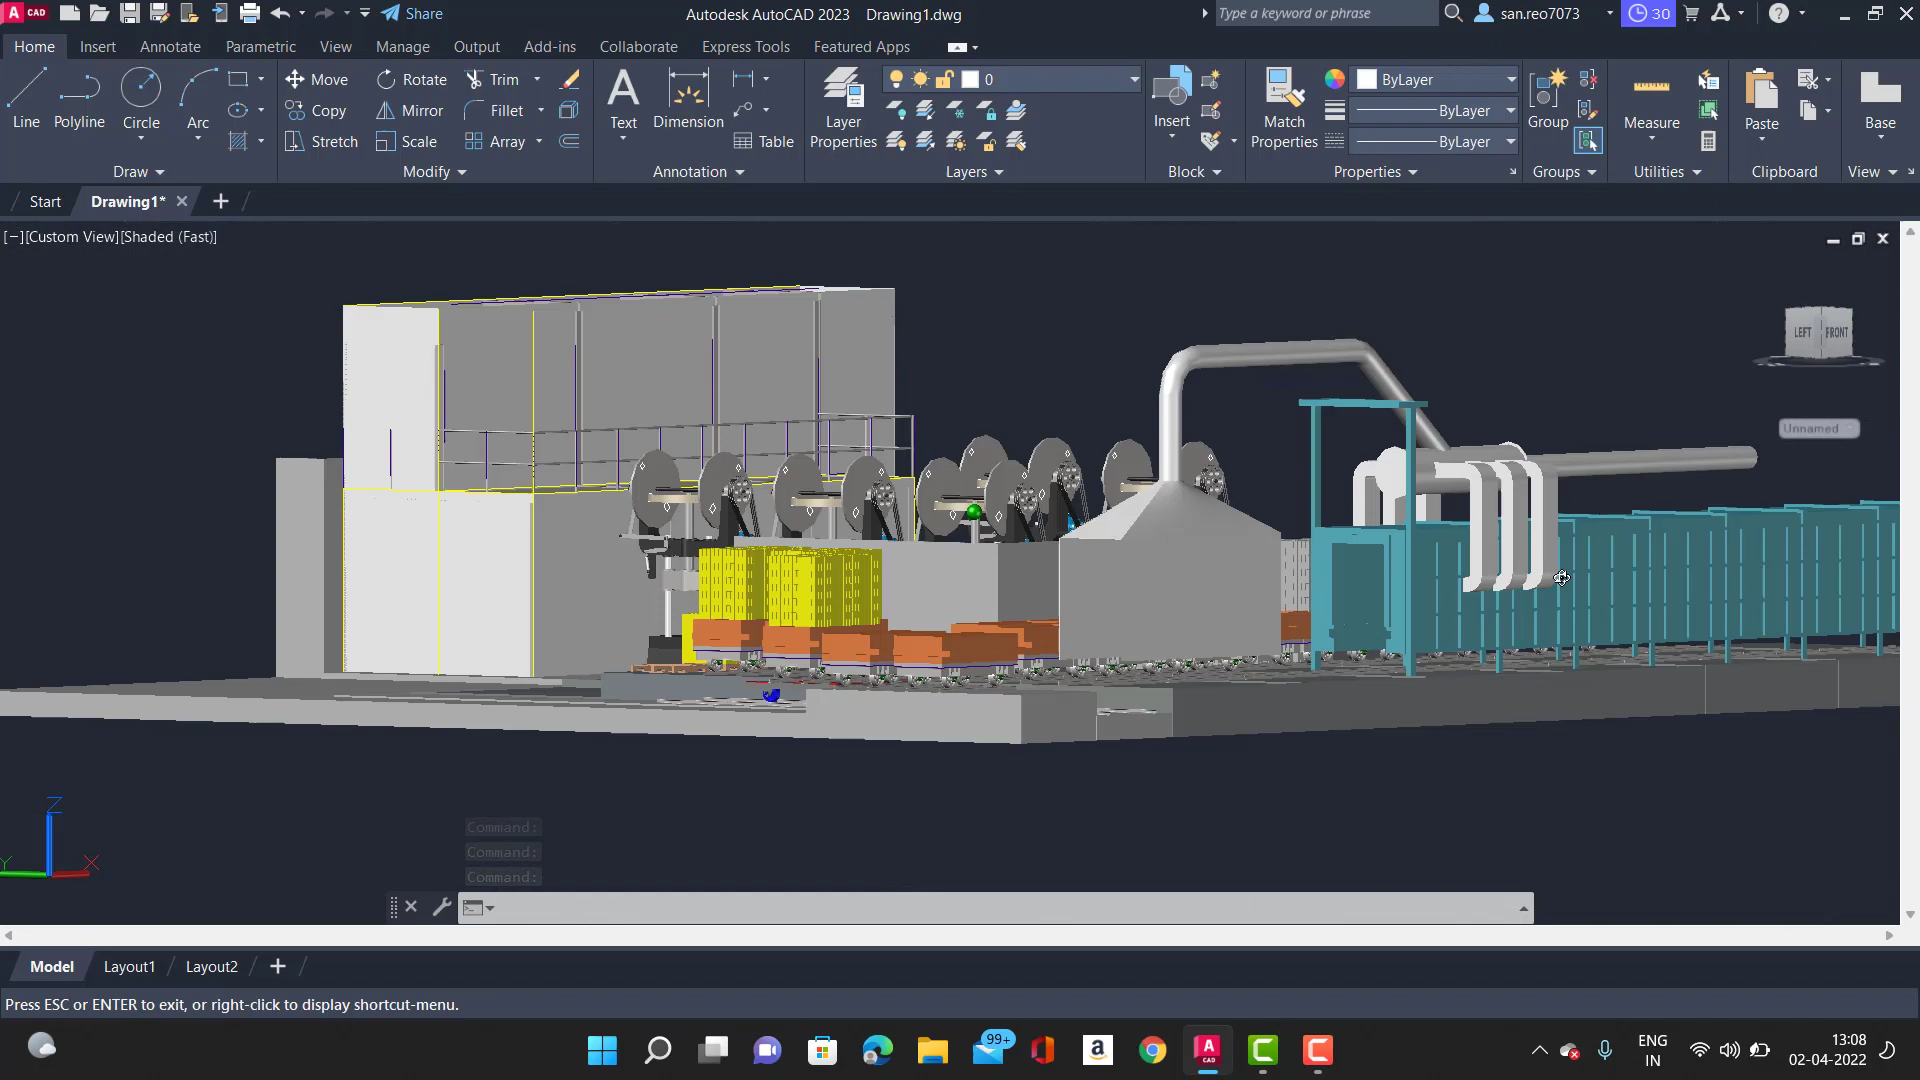 A CAD
Share
Autodesk AutoCAD 2023 Drawing1.dwg
Type a keyword or phrase
san.reo7073
30
Home Insert Annotate Parametric View Manage Output Add-ins Collaborate Express Tools Featured Apps
Line
Polyline
Circle
Arc
Draw
Move
Rotate
Trim
Copy
Mirror
Fillet
Stretch
Scale
Array
Modify
Text
Dimension
Table
Annotation
Layer
Properties
0
Layers
Insert
Block
Match
Properties
ByLayer
ByLayer
ByLayer
Properties
Group
Groups
Measure
Utilities
Paste
Clipboard
Base
View
Start
Drawing1*
[−][Custom View][Shaded (Fast)]
LEFT
FRONT
Unnamed
Z
Y
X
Command:
Command:
Command:
Model Layout1 Layout2
Press ESC or ENTER to exit, or right-click to display shortcut-menu.
99+
a
A
CAD
ENG
IN
13:08
02-04-2022